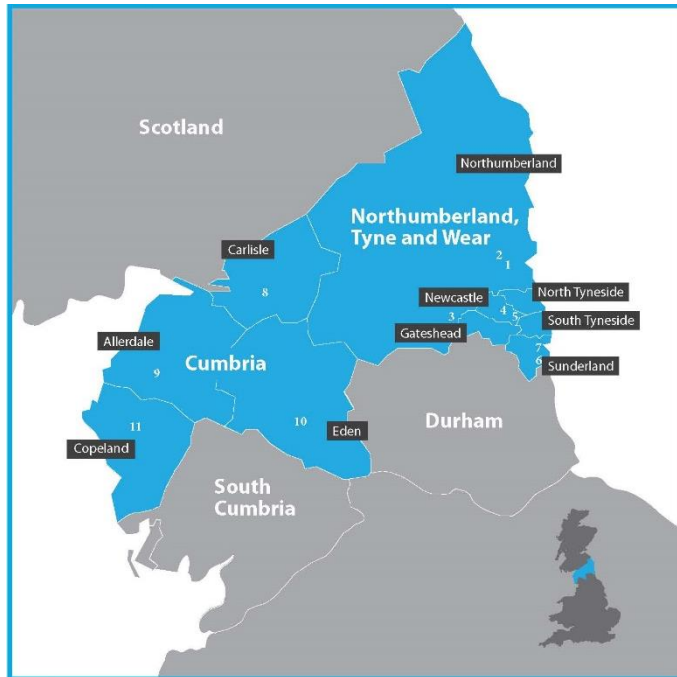 Scotland
Northumberland
Northumberland,
Tyne and Wear
2
1
Carlisle
8
Newcastle
North Tyneside
4
3
5
South Tyneside
Gateshead
Allerdale
7
6
Sunderland
Cumbria
9
11
10
Eden
Durham
Copeland
South
Cumbria